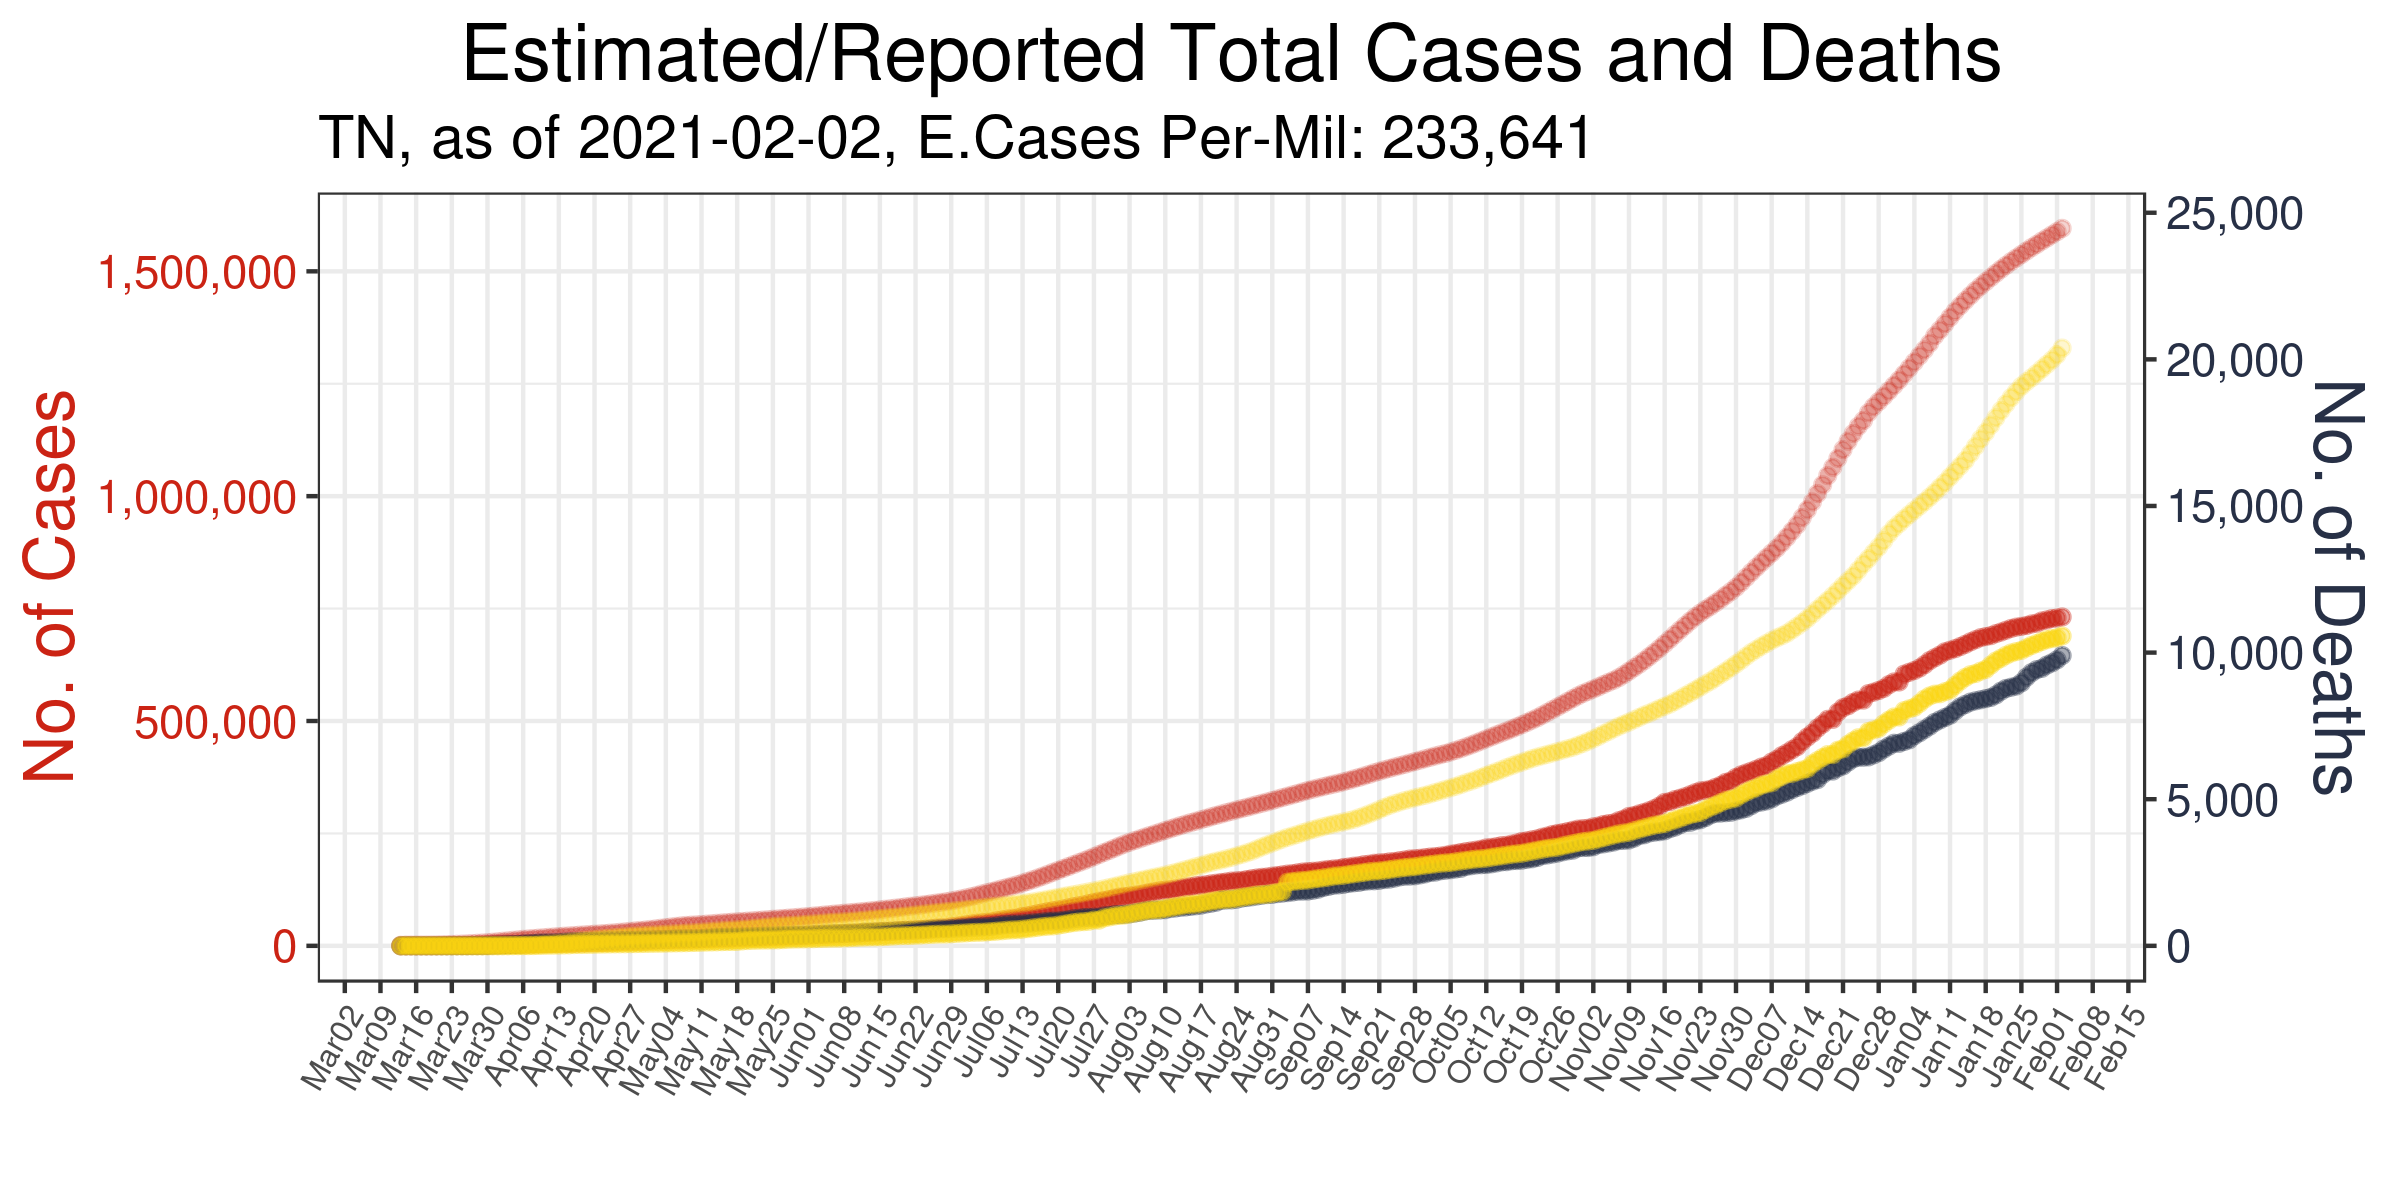 Estimated/Reported Total Cases and Deaths
TN, as of 2021-02-02, E.Cases Per-Mil: 233,641
No. of Cases
1,500,000
1,000,000
500,000
0
25,000
20,000
15,000
10,000
5,000
0
No. of Deaths
Mar02 Mar09 Mar16 Mar23 Mar30 Apr06 Apr13 Apr20 Apr27 May04 May11 May18 May25 Jun01 Jun08 Jun15 Jun22 Jun29 Jul06 Jul13 Jul20 Jul27 Aug03 Aug10 Aug17 Aug24 Aug31 Sep07 Sep14 Sep21 Sep28 Oct05 Oct12 Oct19 Oct26 Nov02 Nov09 Nov16 Nov23 Nov30 Dec07 Dec14 Dec21 Dec28 Jan04 Jan11 Jan18 Jan25 Feb01 Feb08 Feb15